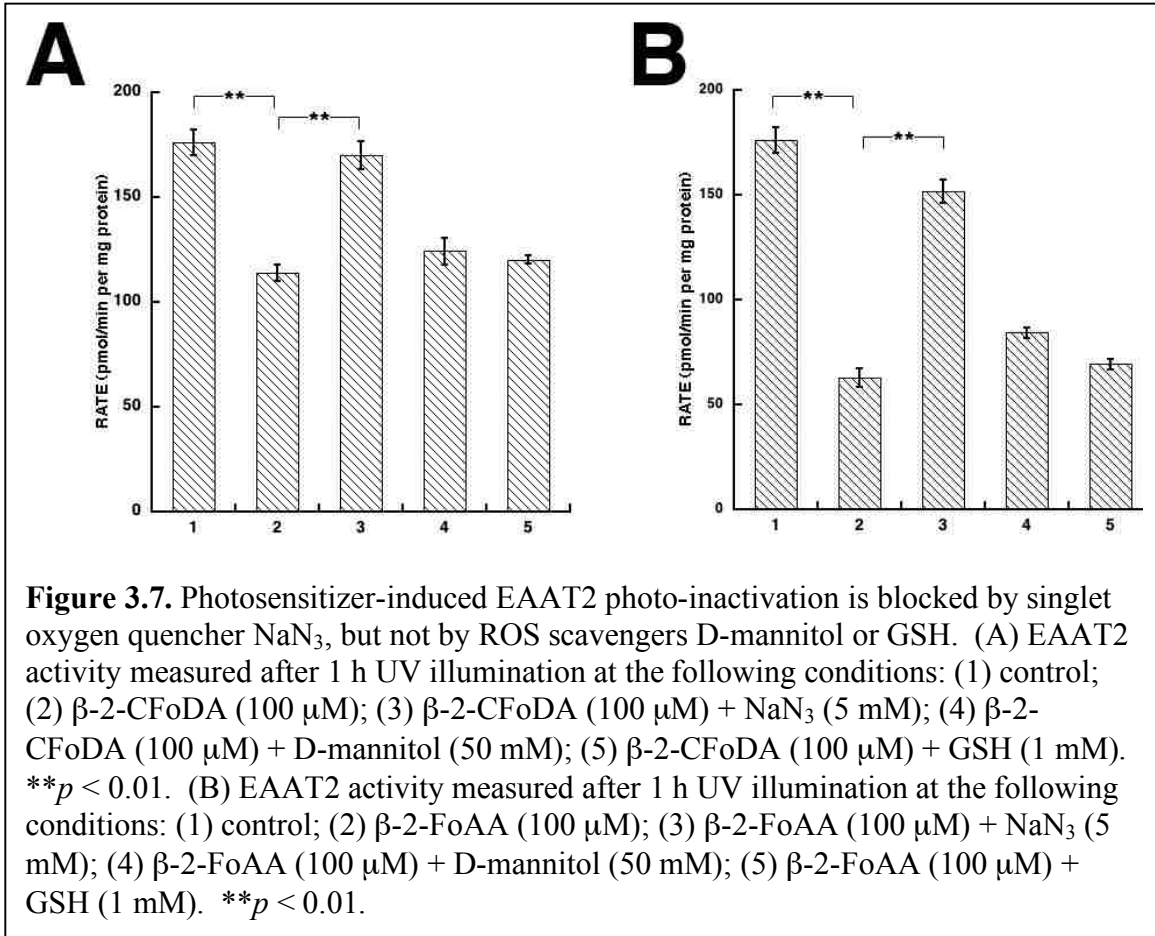 A
B
200
150
100
50
0
RATE (pmol/min per mg protein)
**
**
1 2 3 4 5
200
150
100
50
0
RATE (pmol/min per mg protein)
**
**
1 2 3 4 5
Figure 3.7. Photosensitizer-induced EAAT2 photo-inactivation is blocked by singlet
oxygen quencher NaN₃, but not by ROS scavengers D-mannitol or GSH. (A) EAAT2
activity measured after 1 h UV illumination at the following conditions: (1) control;
(2) β-2-CFoDA (100 μM); (3) β-2-CFoDA (100 μM) + NaN₃ (5 mM); (4) β-2-
CFoDA (100 μM) + D-mannitol (50 mM); (5) β-2-CFoDA (100 μM) + GSH (1 mM).
**p < 0.01. (B) EAAT2 activity measured after 1 h UV illumination at the following
conditions: (1) control; (2) β-2-FoAA (100 μM); (3) β-2-FoAA (100 μM) + NaN₃ (5
mM); (4) β-2-FoAA (100 μM) + D-mannitol (50 mM); (5) β-2-FoAA (100 μM) +
GSH (1 mM). **p < 0.01.